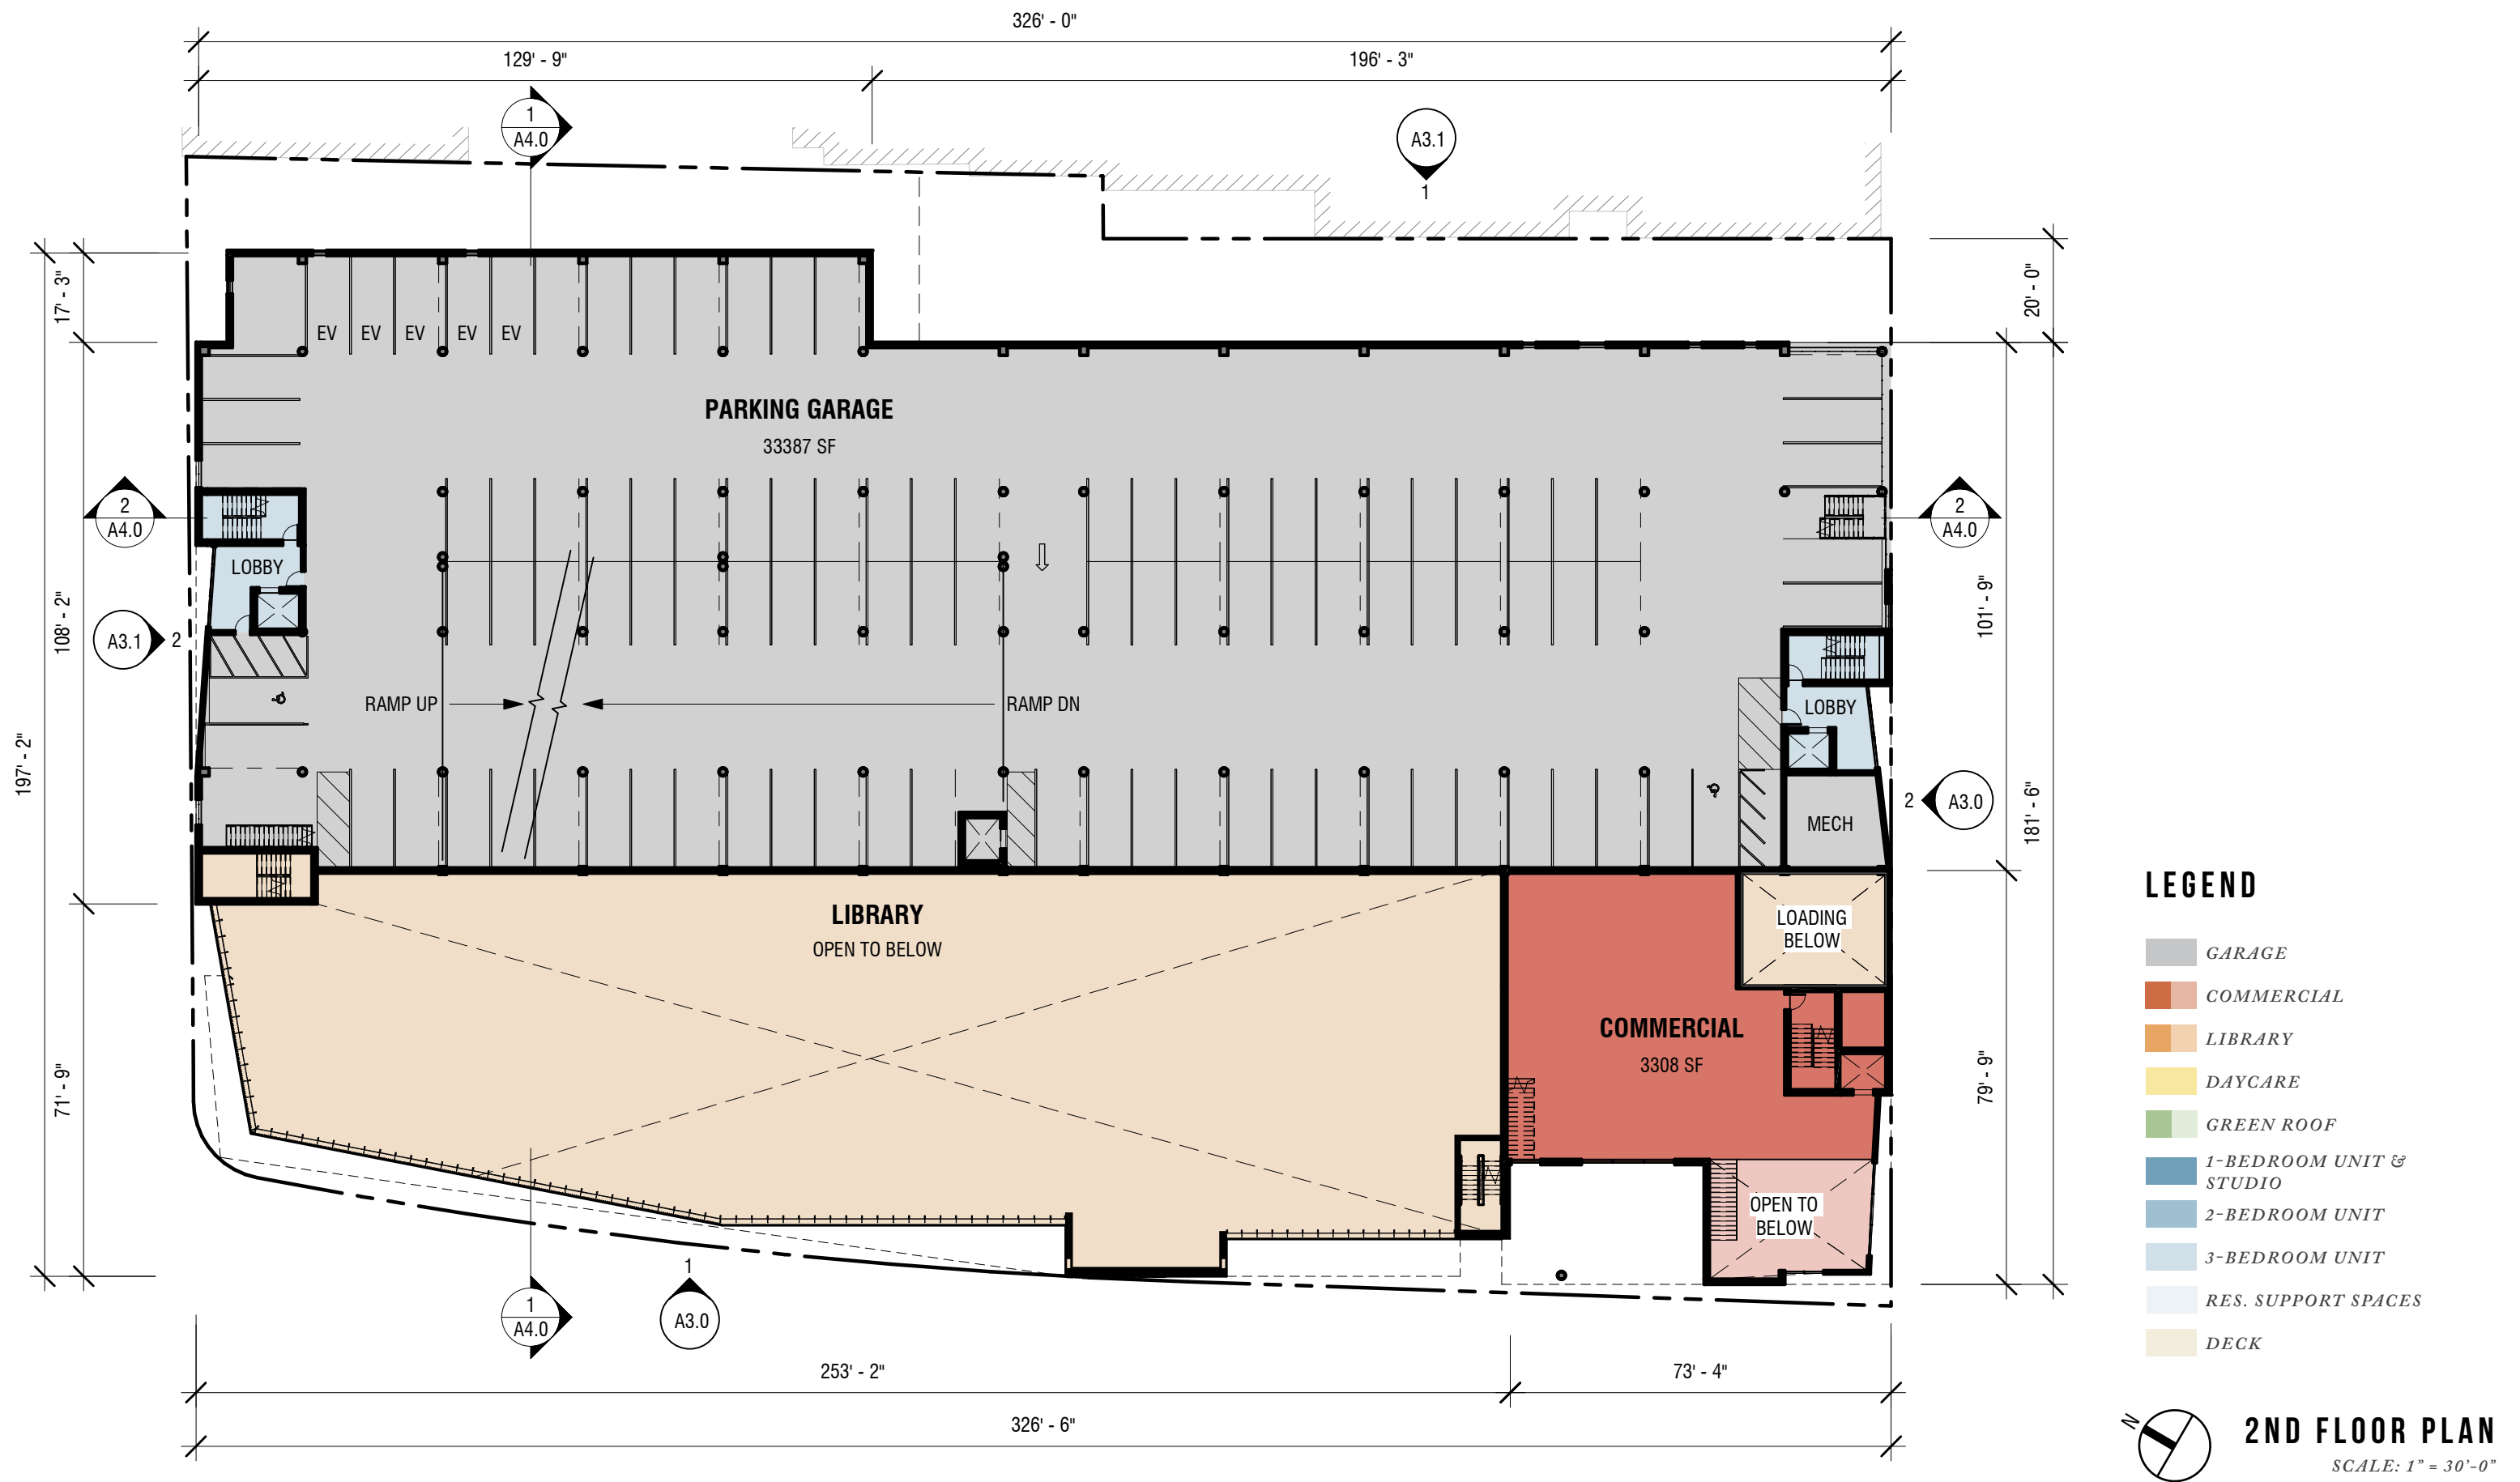 326' - 0"
129' - 9"
196' - 3"
1
A4.0
A3.1
1
17' - 3"
20' - 0"
EV EV EV EV EV
PARKING GARAGE
33387 SF
2
A4.0
2
A4.0
LOBBY
108' - 2"
101' - 9"
A3.1
2
RAMP UP
RAMP DN
LOBBY
197' - 2"
2
A3.0
MECH
181' - 6"
LIBRARY
OPEN TO BELOW
LOADING
BELOW
COMMERCIAL
3308 SF
71' - 9"
79' - 9"
OPEN TO
BELOW
1
A4.0
1
A3.0
253' - 2"
73' - 4"
326' - 6"
LEGEND
GARAGE
COMMERCIAL
LIBRARY
DAYCARE
GREEN ROOF
1-BEDROOM UNIT &
STUDIO
2-BEDROOM UNIT
3-BEDROOM UNIT
RES. SUPPORT SPACES
DECK
N
2ND FLOOR PLAN
SCALE: 1" = 30'-0"